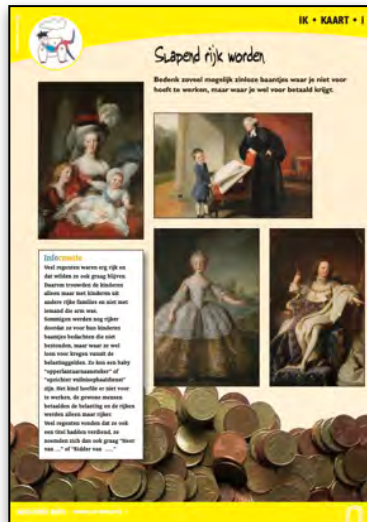 IK • KAART • 1
Slapend rijk worden
Bedenk zoveel mogelijk zinloze baantjes waar je niet voor
hoeft te werken, maar waar je wel voor betaald krijgt.
Informatie
Veel regenten waren erg rijk en
dat wilden ze ook graag blijven.
Daarom trouwden de kinderen
alleen maar met kinderen uit
andere rijke families en niet met
iemand die arm was.
Sommigen werden nog rijker
doordat ze voor hun kinderen
baantjes bedachten die niet
bestonden, maar waar ze wel
loon voor kregen vanuit de
belastinggelden. Zo kon een baby
"opperlantaarnaansteker" of
"oprichter vuilnisophaaldienst"
zijn. Het kind hoefde er niet voor
te werken, de gewone mensen
betaalden de belasting en de rijken
werden alleen maar rijker.
Veel regenten vonden dat ze ook
een titel hadden verdiend, ze
noemden zich dan ook graag "Heer
van ..." of "Ridder van ...."